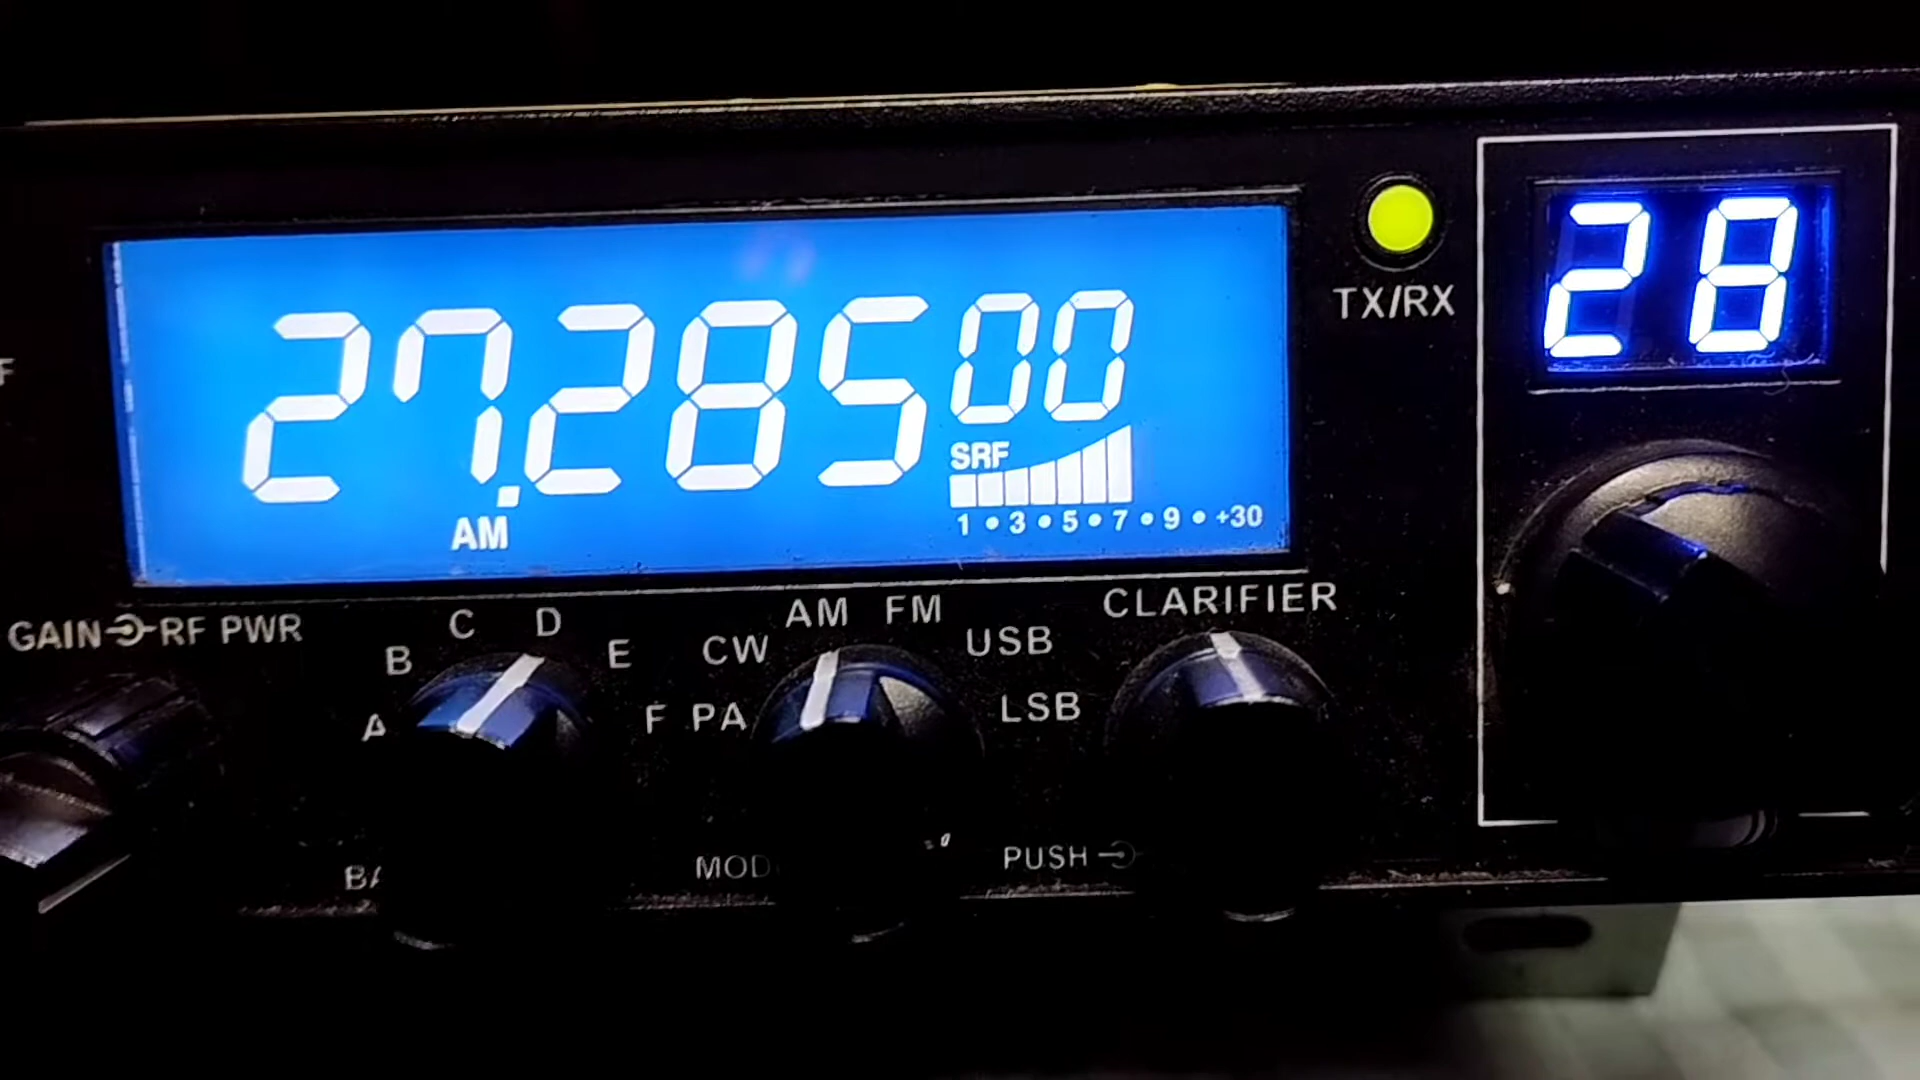 27.28500
SRF
1 • 3 • 5 • 7 • 9 • +30
AM
28
TX/RX
GAIN RF PWR
A B C D E F
PA CW AM FM USB LSB
CLARIFIER
PUSH